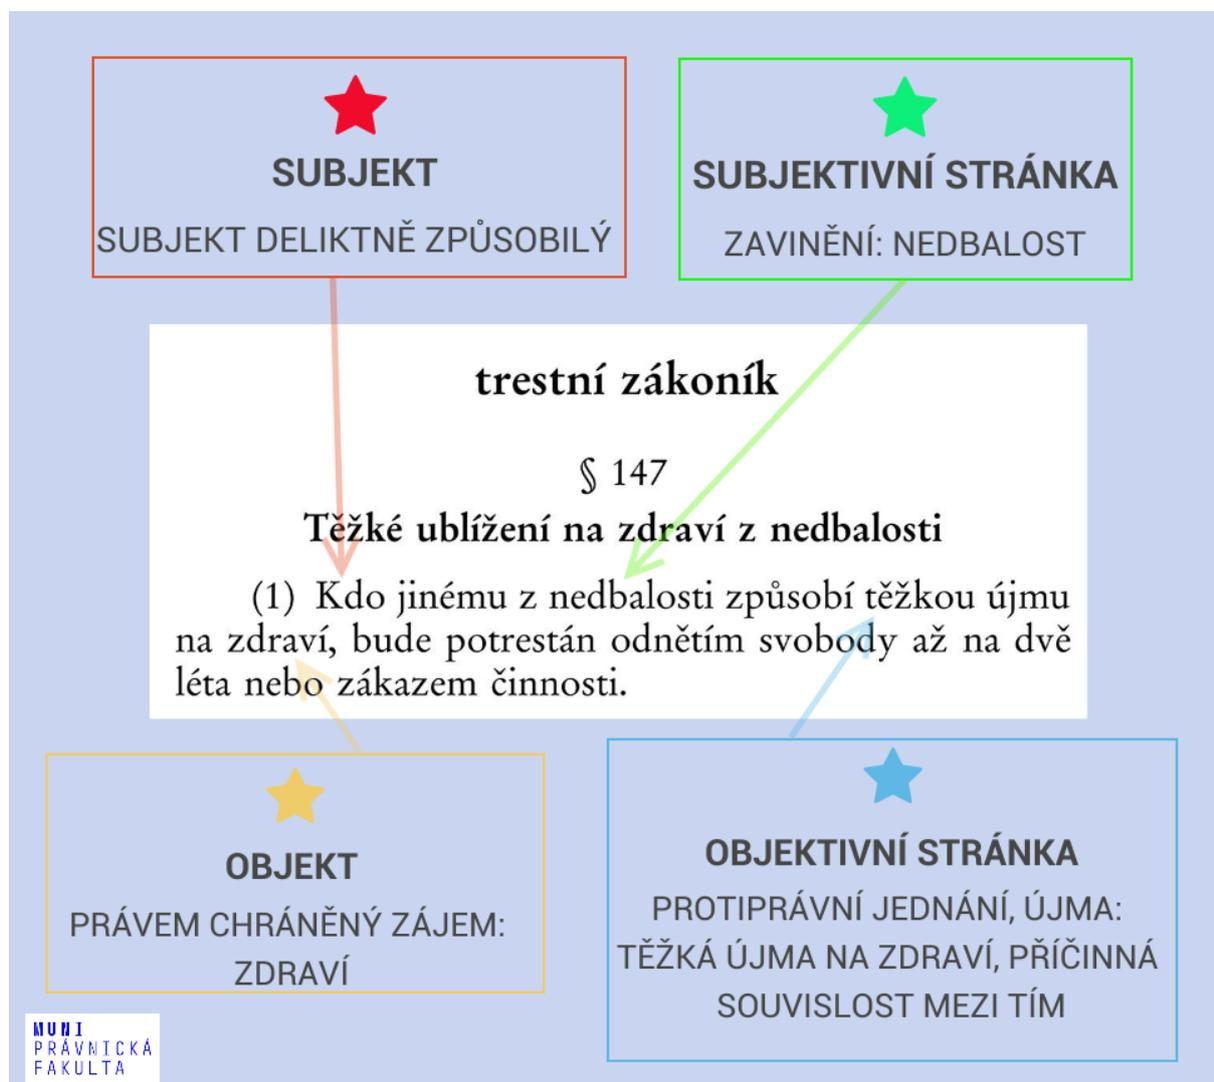 SUBJEKT
SUBJEKT DELIKTNĚ ZPŮSOBILÝ
SUBJEKTIVNÍ STRÁNKA
ZAVINĚNÍ: NEDBALOST
trestní zákoník
§ 147
Těžké ublížení na zdraví z nedbalosti
(1) Kdo jinému z nedbalosti způsobí těžkou újmu
na zdraví, bude potrestán odnětím svobody až na dvě
léta nebo zákazem činnosti.
OBJEKT
PRÁVEM CHRÁNĚNÝ ZÁJEM:
ZDRAVÍ
OBJEKTIVNÍ STRÁNKA
PROTIPRÁVNÍ JEDNÁNÍ, ÚJMA:
TĚŽKÁ ÚJMA NA ZDRAVÍ, PŘÍČINNÁ
SOUVISLOST MEZI TÍM
MUNI
PRÁVNICKÁ
FAKULTA